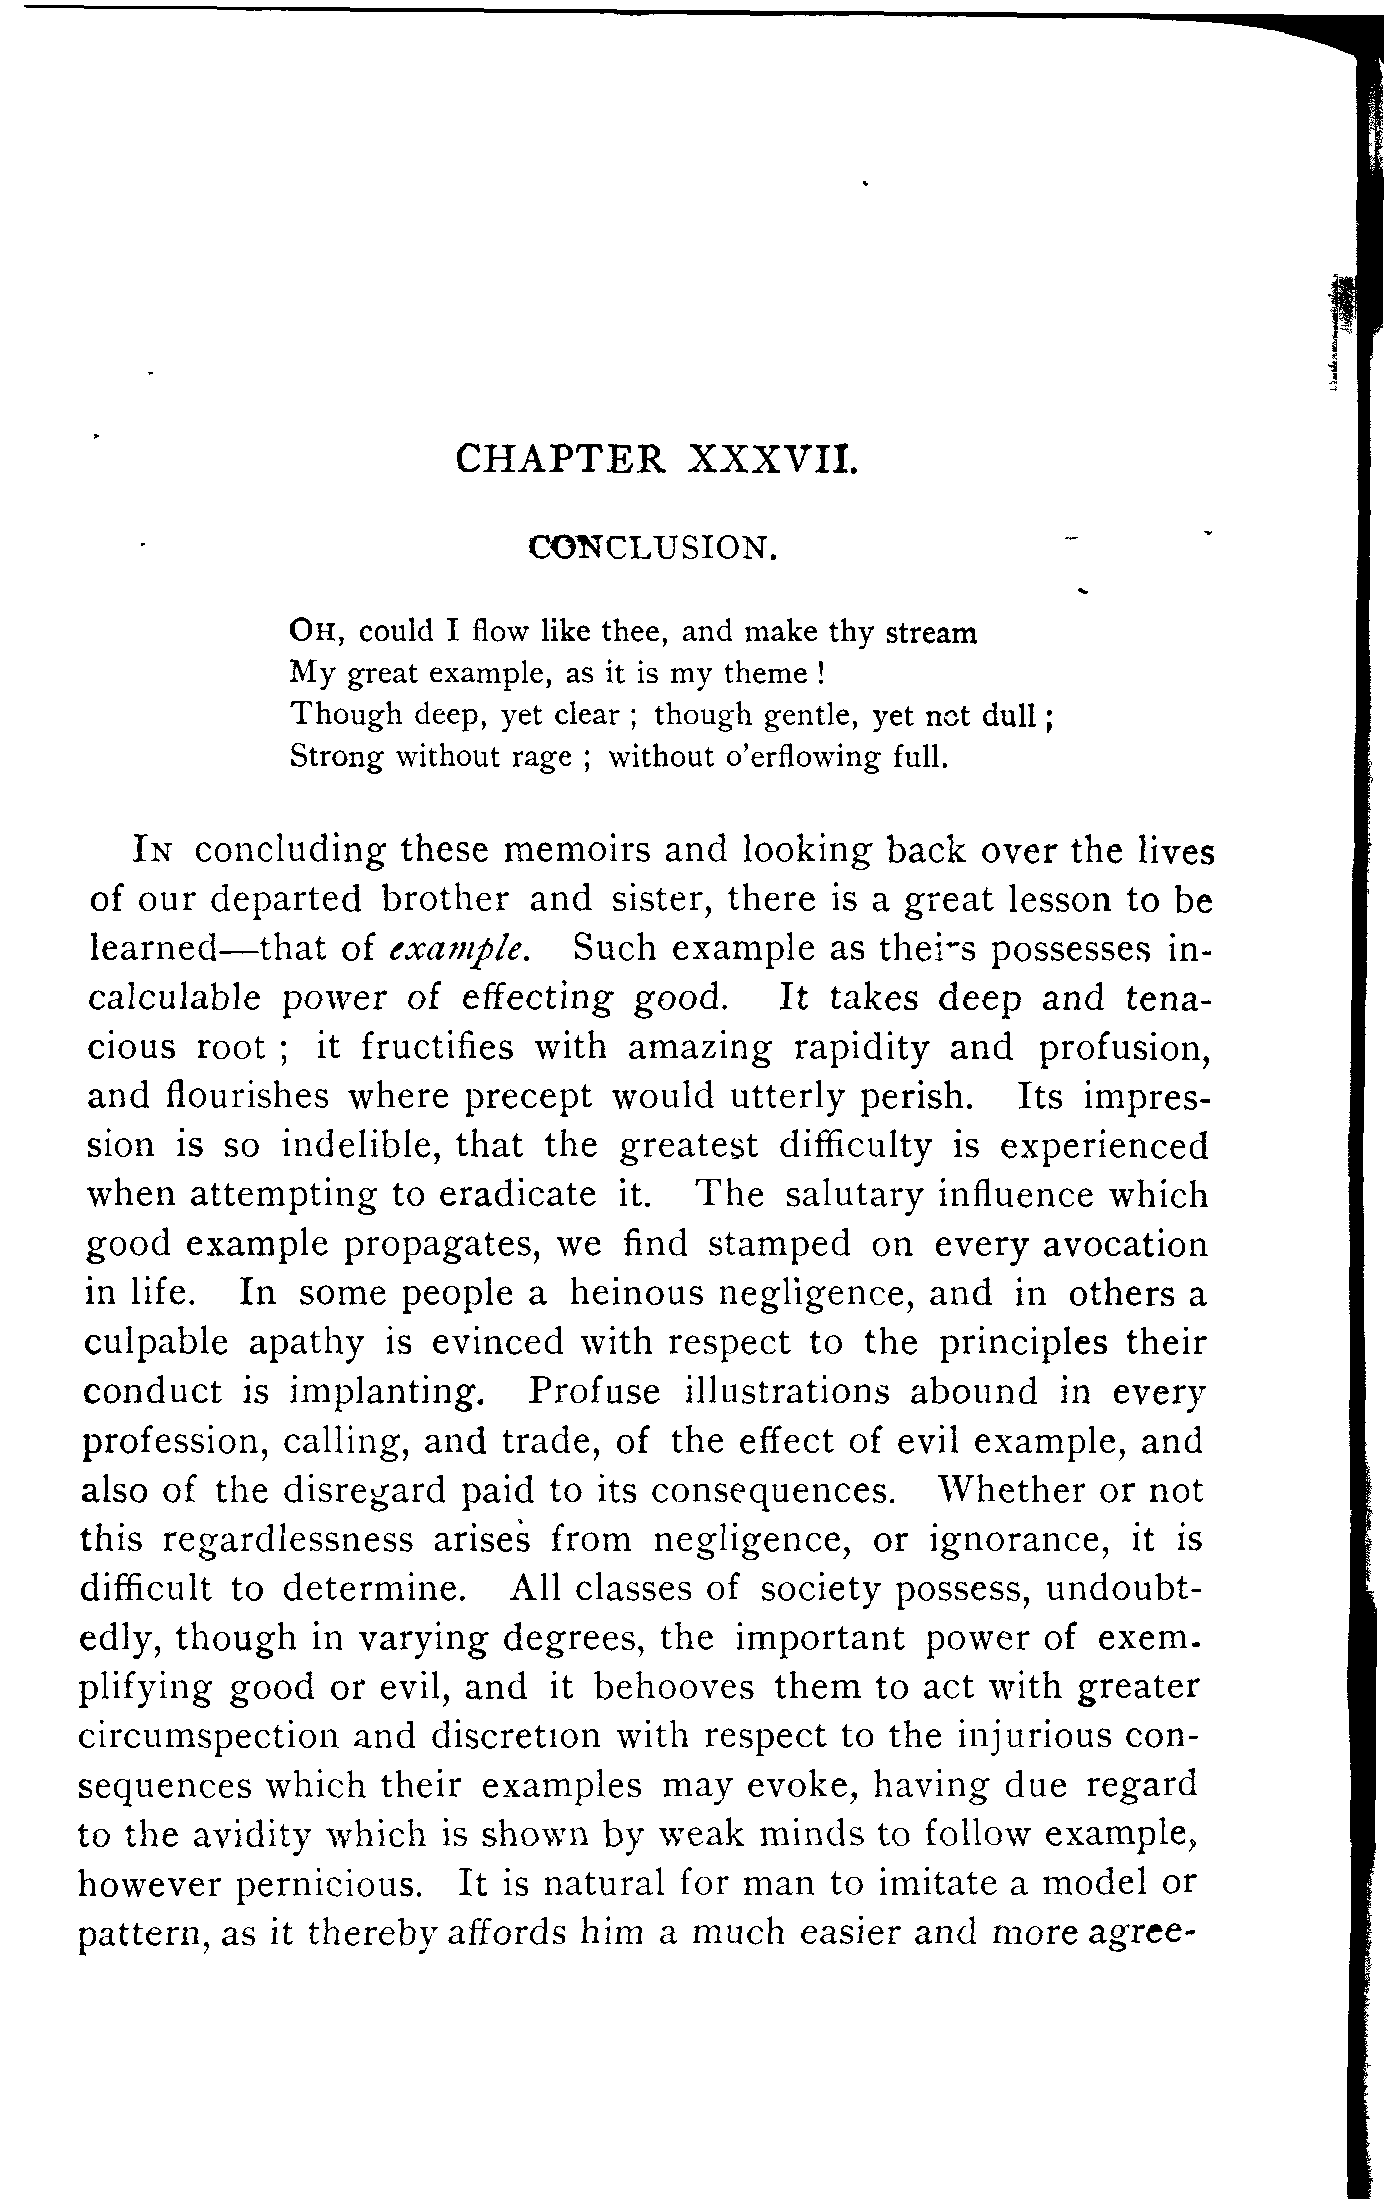 CHAPTER XXXVII.
CONCLUSION.
OH, could I flow like thee, and make thy stream
My great example, as it is my theme !
Though deep, yet clear ; though gentle, yet not dull ;
Strong without rage ; without o'erflowing full.
IN concluding these memoirs and looking back over the lives
of our departed brother and sister, there is a great lesson to be
learned—that of example. Such example as theirs possesses in-
calculable power of effecting good. It takes deep and tena-
cious root ; it fructifies with amazing rapidity and profusion,
and flourishes where precept would utterly perish. Its impres-
sion is so indelible, that the greatest difficulty is experienced
when attempting to eradicate it. The salutary influence which
good example propagates, we find stamped on every avocation
in life. In some people a heinous negligence, and in others a
culpable apathy is evinced with respect to the principles their
conduct is implanting. Profuse illustrations abound in every
profession, calling, and trade, of the effect of evil example, and
also of the disregard paid to its consequences. Whether or not
this regardlessness arises from negligence, or ignorance, it is
difficult to determine. All classes of society possess, undoubt-
edly, though in varying degrees, the important power of exem-
plifying good or evil, and it behooves them to act with greater
circumspection and discretion with respect to the injurious con-
sequences which their examples may evoke, having due regard
to the avidity which is shown by weak minds to follow example,
however pernicious. It is natural for man to imitate a model or
pattern, as it thereby affords him a much easier and more agree-